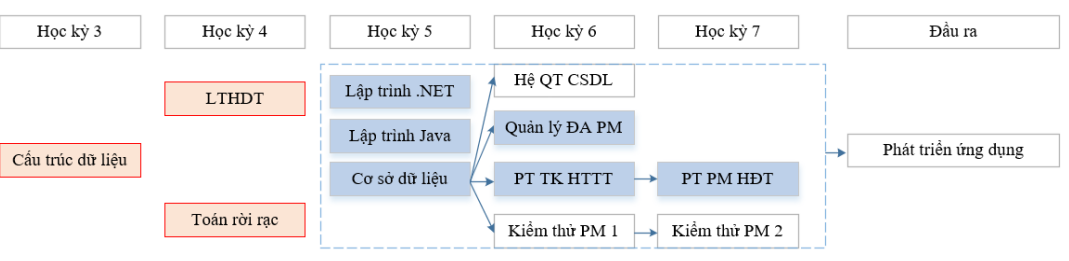 Học kỳ 3
Học kỳ 4
Học kỳ 5
Học kỳ 6
Học kỳ 7
Đầu ra
Cấu trúc dữ liệu
LTHDT
Toán rời rạc
Lập trình .NET
Lập trình Java
Cơ sở dữ liệu
Hệ QT CSDL
Quản lý ĐA PM
PT TK HTTT
Kiểm thử PM 1
PT PM HĐT
Kiểm thử PM 2
Phát triển ứng dụng